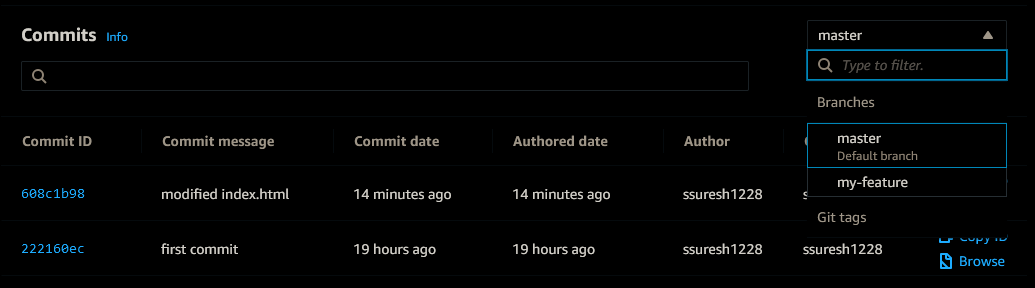 Commits Info
master
Type to filter.
Branches
master
Default branch
my-feature
Git tags
Commit ID Commit message Commit date Authored date Author
608c1b98 modified index.html 14 minutes ago 14 minutes ago ssuresh1228
222160ec first commit 19 hours ago 19 hours ago ssuresh1228 ssuresh1228 Copy ID
Browse